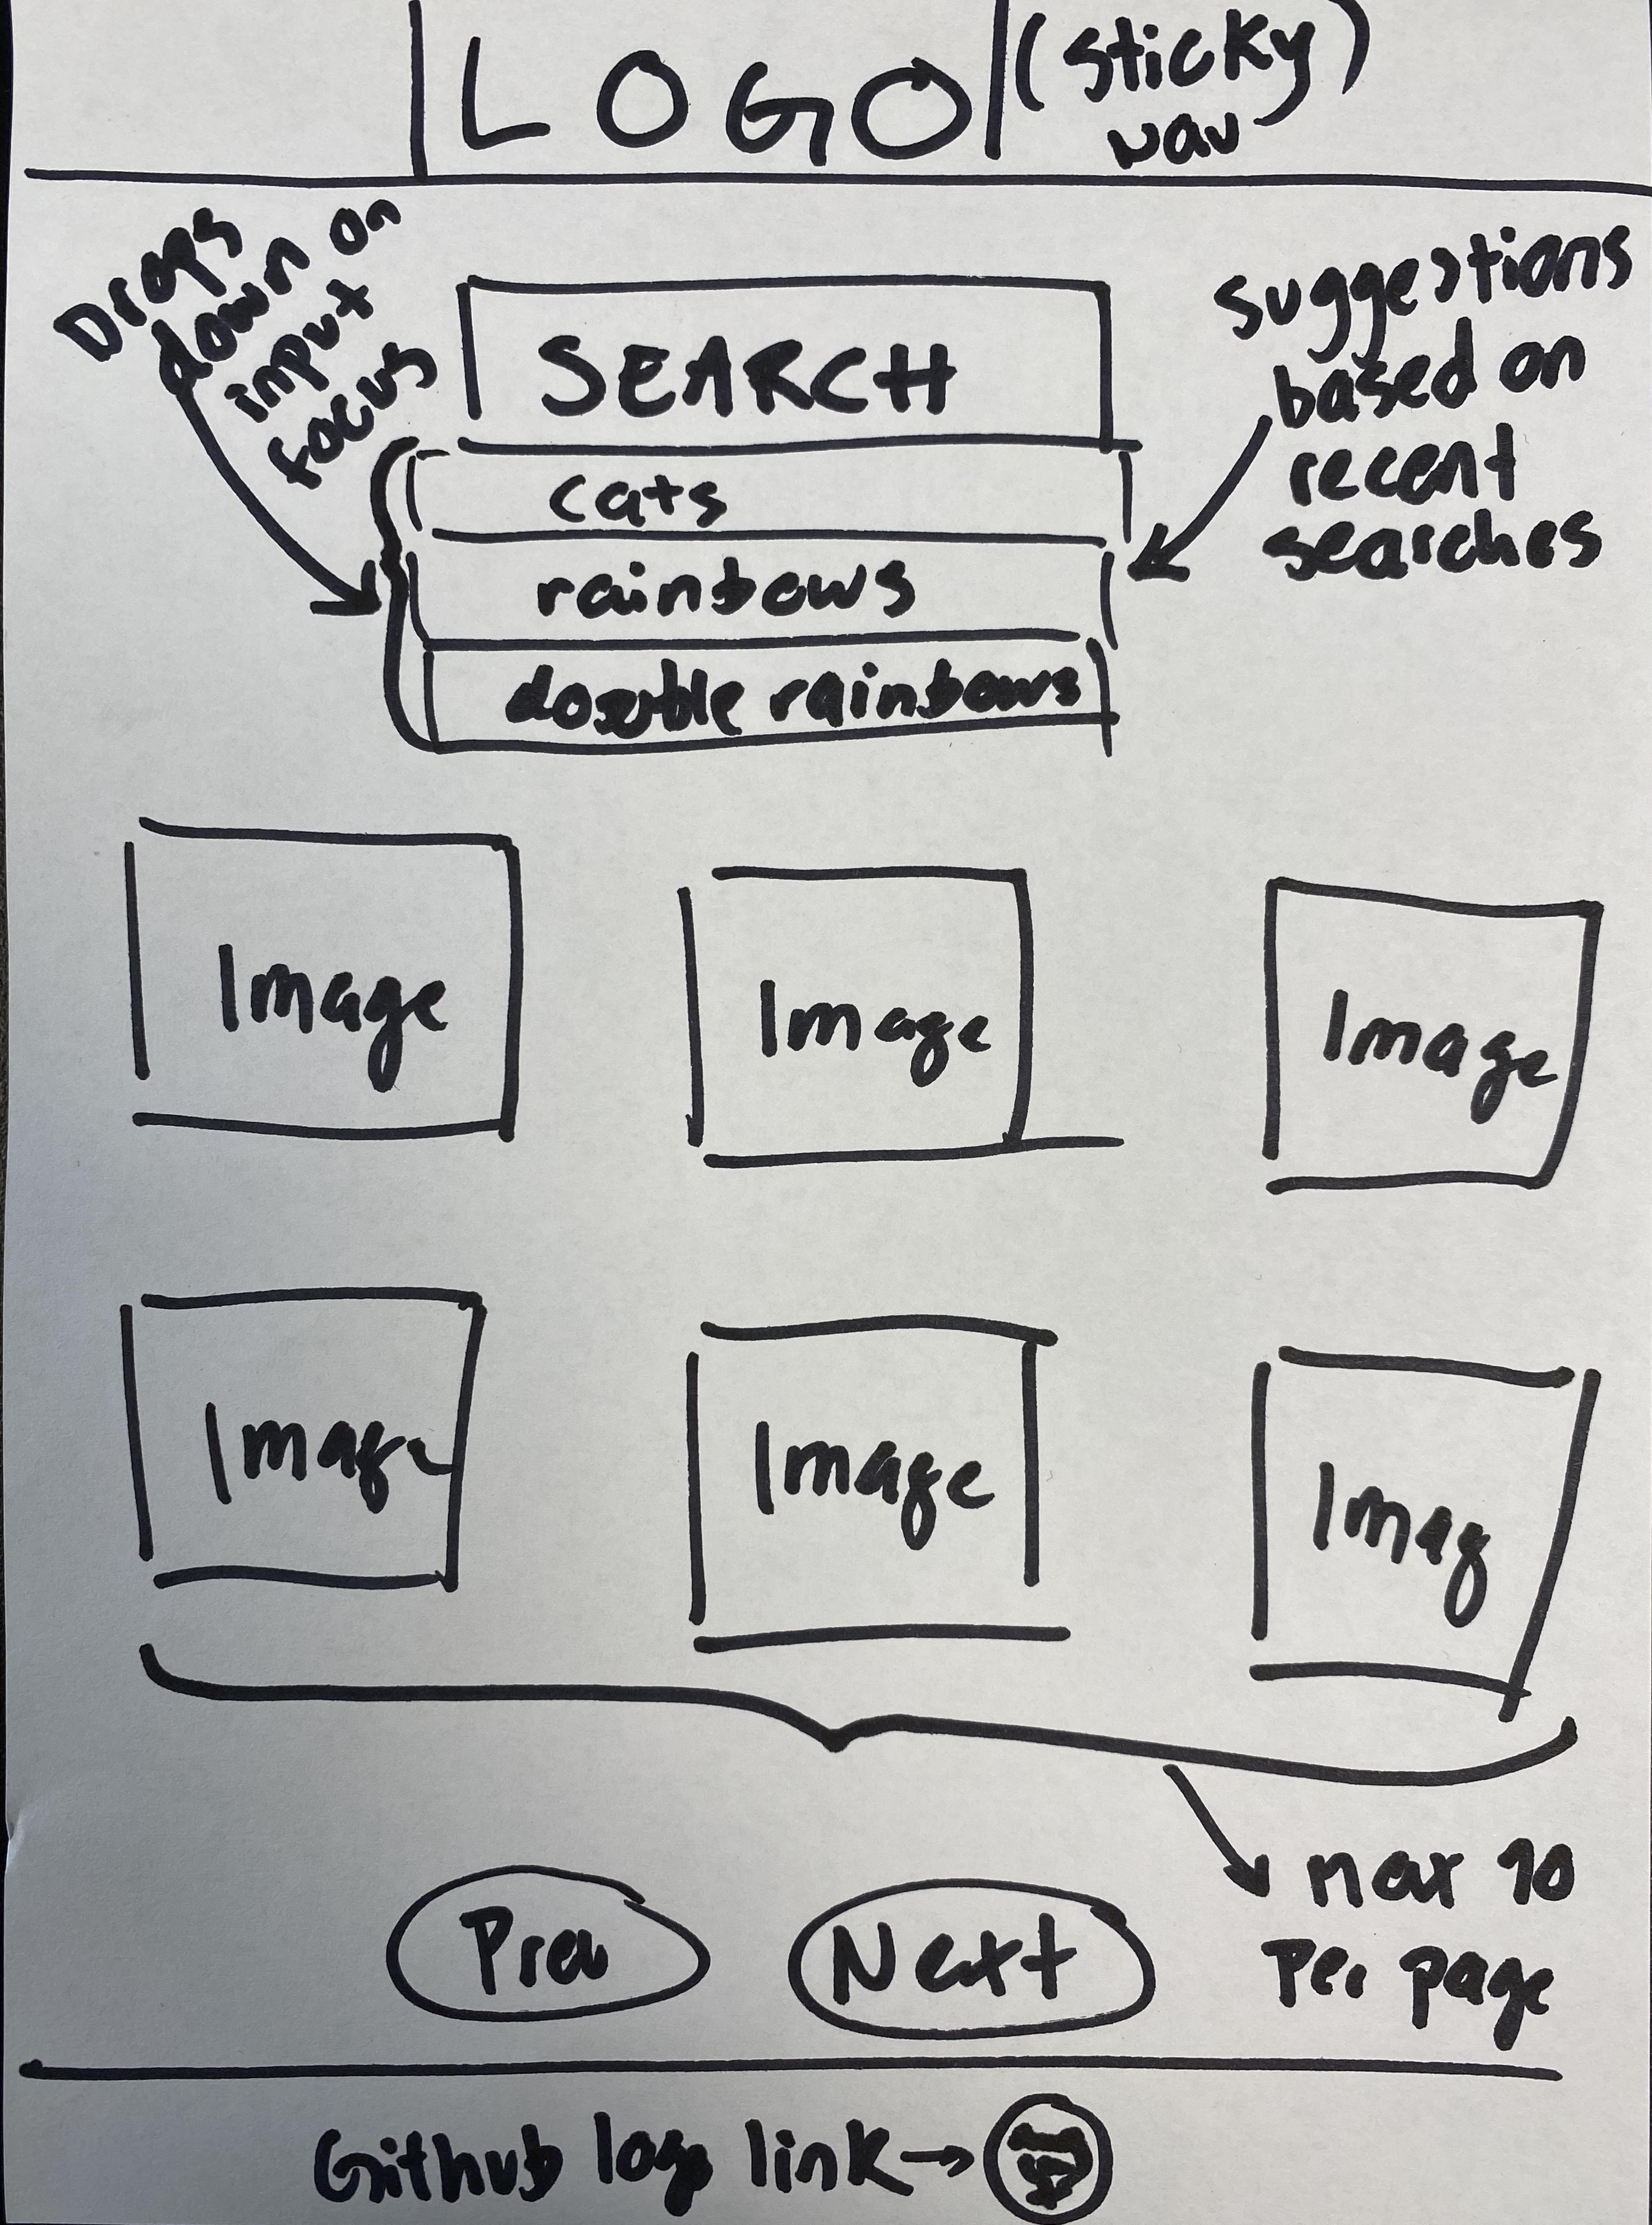 LOGO
(sticky)
nav
Drops
down on
input
focus
suggestions
based on
recent
searches
SEARCH
cats
rainbows
double rainbows
Image
Image
Image
Image
Image
Imag
max 10
per page
Prev
Next
Github logo link→